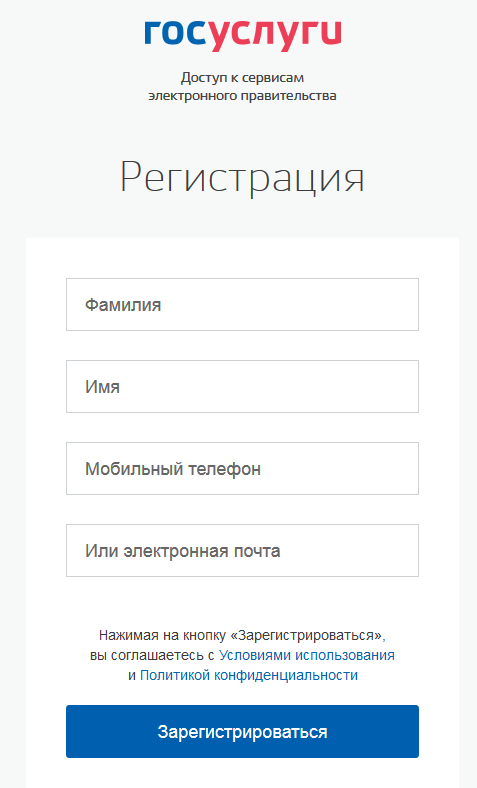 госуслуги
Доступ к сервисам
электронного правительства
Регистрация
Фамилия
Имя
Мобильный телефон
Или электронная почта
Нажимая на кнопку «Зарегистрироваться»,
вы соглашаетесь с Условиями использования
и Политикой конфиденциальности
Зарегистрироваться